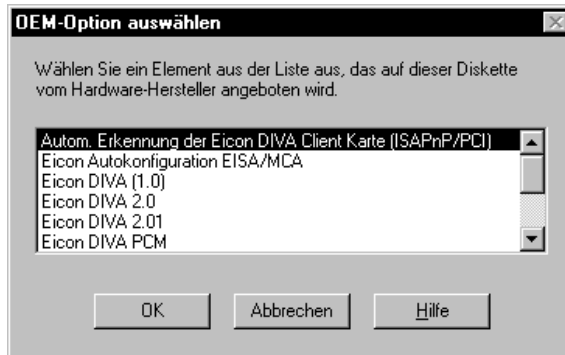 OEM-Option auswählen
Wählen Sie ein Element aus der Liste aus, das auf dieser Diskette
vom Hardware-Hersteller angeboten wird.
Autom. Erkennung der Eicon DIVA Client Karte (ISAPnP/PCI)
Eicon Autokonfiguration EISA/MCA
Eicon DIVA (1.0)
Eicon DIVA 2.0
Eicon DIVA 2.01
Eicon DIVA PCM
OK Abbrechen Hilfe